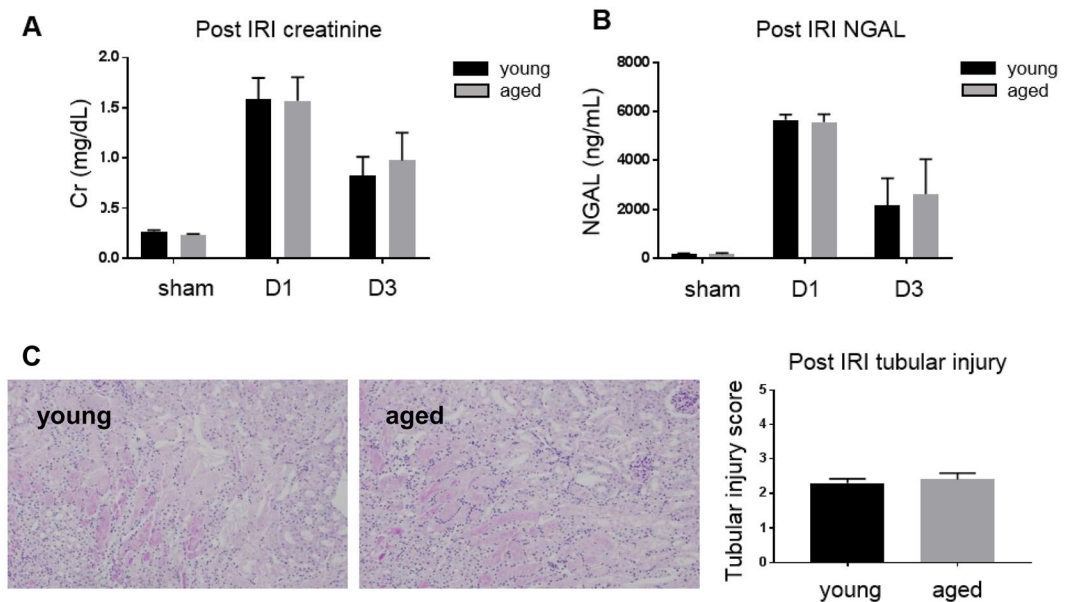 A
Post IRI creatinine
Cr (mg/dL)
2.0
1.5
1.0
0.5
0.0
sham
D1
D3
young
aged
B
Post IRI NGAL
NGAL (ng/mL)
8000
6000
4000
2000
0
sham
D1
D3
young
aged
C
young
aged
Post IRI tubular injury
Tubular injury score
5
4
3
2
1
0
young
aged